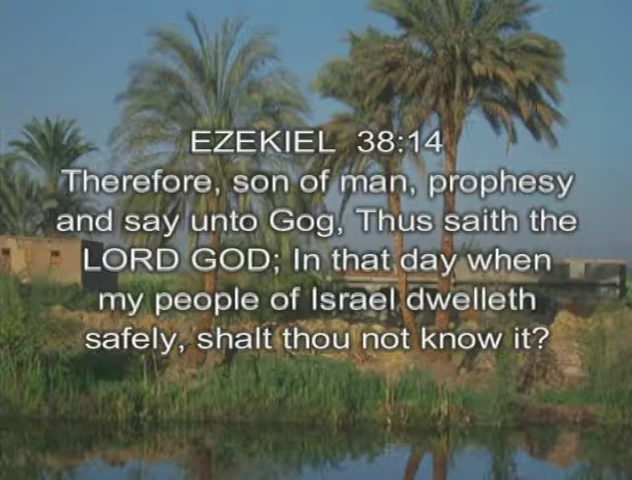 EZEKIEL 38:14
Therefore, son of man, prophesy
and say unto Gog, Thus saith the
LORD GOD; In that day when
my people of Israel dwelleth
safely, shalt thou not know it?